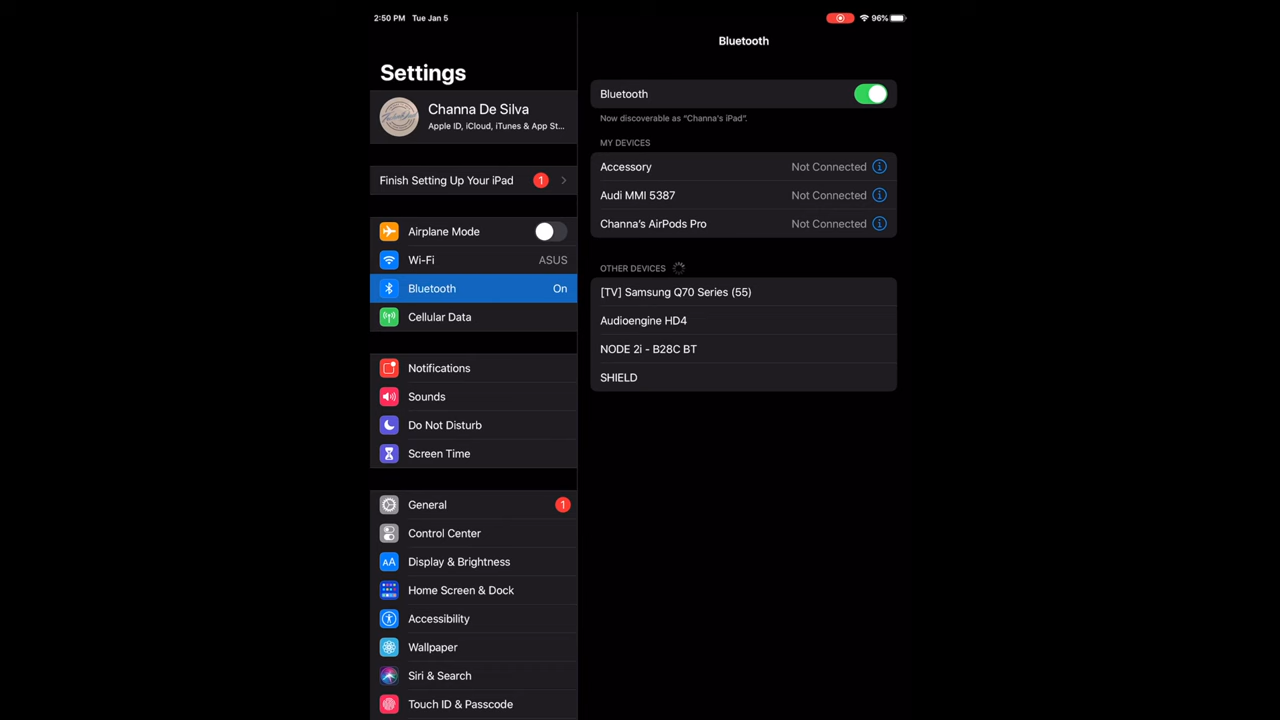 2:50 PM Tue Jan 5
96%
Settings
Channa De Silva
Apple ID, iCloud, iTunes & App St...
Finish Setting Up Your iPad 1
Airplane Mode
Wi-Fi ASUS
Bluetooth On
Cellular Data
Notifications
Sounds
Do Not Disturb
Screen Time
General 1
Control Center
AA Display & Brightness
Home Screen & Dock
Accessibility
Wallpaper
Siri & Search
Touch ID & Passcode
Bluetooth
Bluetooth
Now discoverable as “Channa's iPad”.
MY DEVICES
Accessory Not Connected
Audi MMI 5387 Not Connected
Channa’s AirPods Pro Not Connected
OTHER DEVICES
[TV] Samsung Q70 Series (55)
Audioengine HD4
NODE 2i - B28C BT
SHIELD